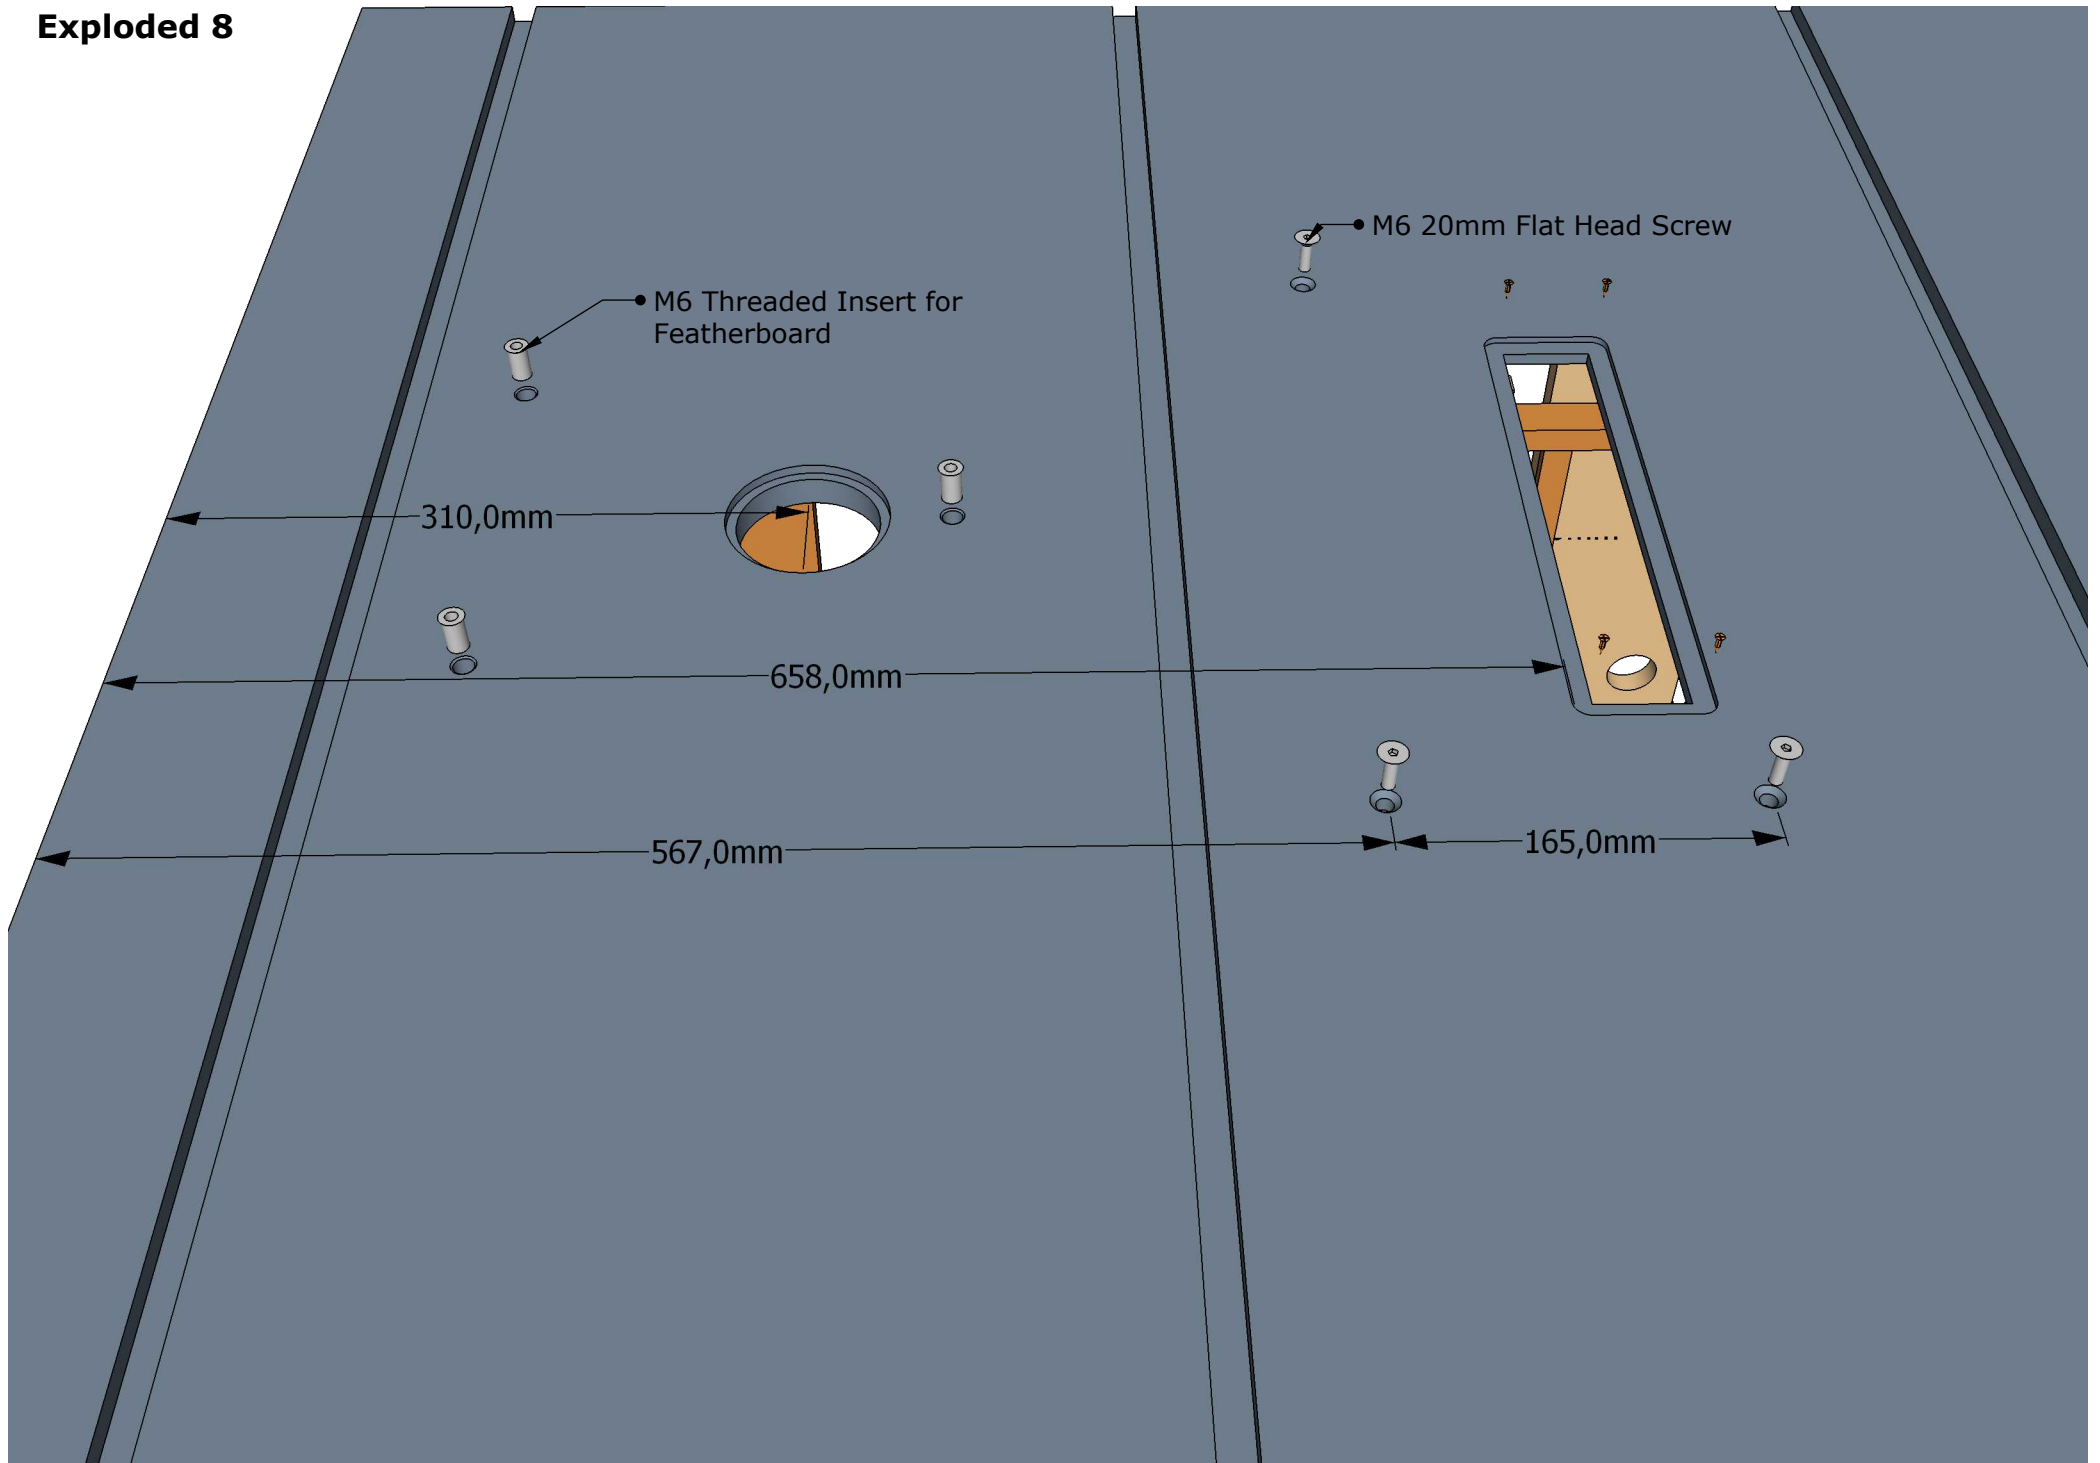 Exploded 8
M6 20mm Flat Head Screw
M6 Threaded Insert for
Featherboard
310,0mm
658,0mm
567,0mm
165,0mm